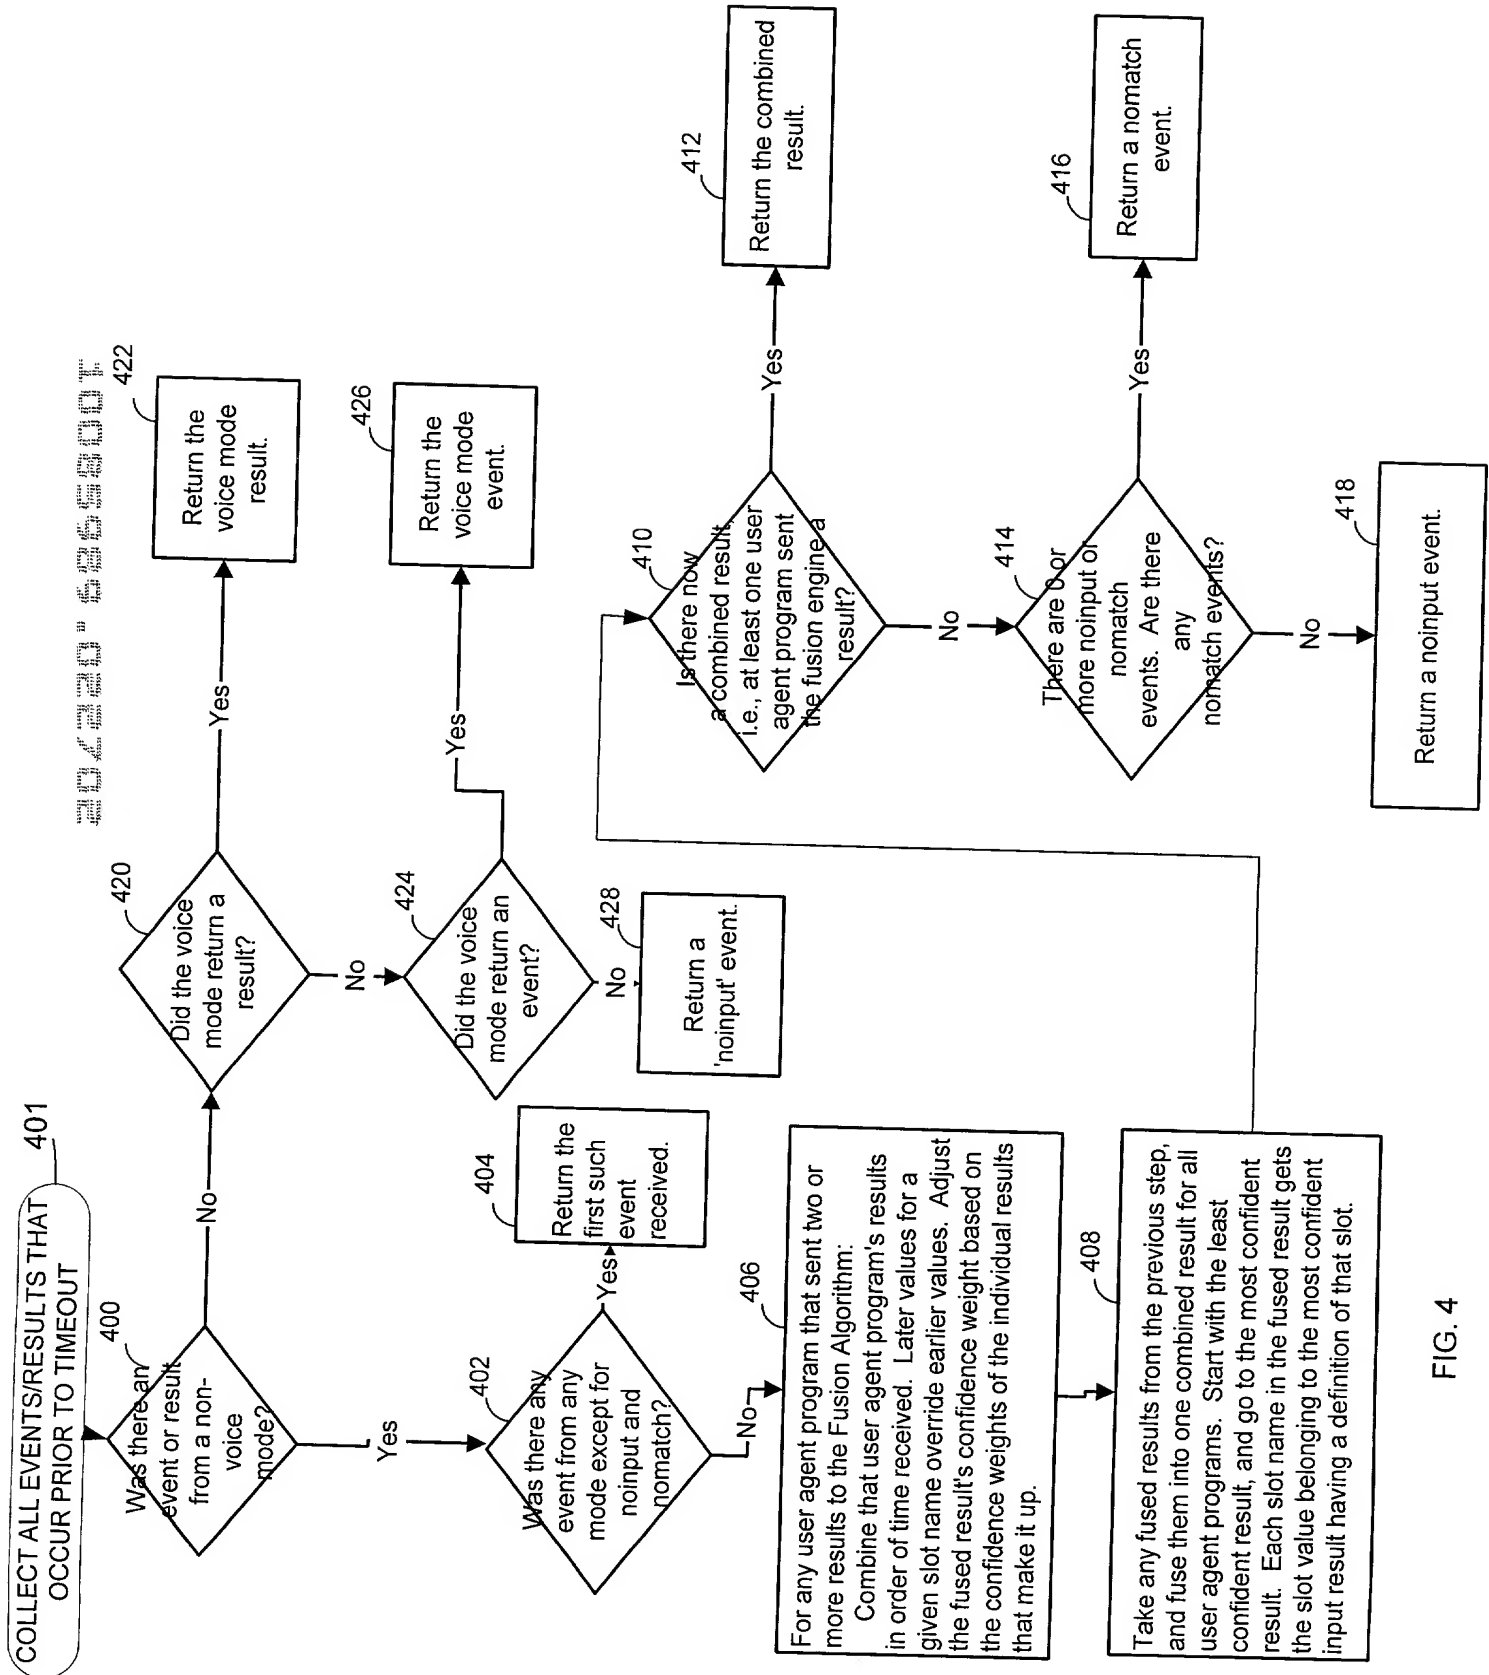 COLLECT ALL EVENTS/RESULTS THAT
OCCUR PRIOR TO TIMEOUT
401
400
Was there an
event or result
from a non-
voice
mode?
No
Yes
420
Did the voice
mode return a
result?
Yes
422
Return the
voice mode
result.
No
424
Did the voice
mode return an
event?
Yes
426
Return the
voice mode
event.
No
428
Return a
'noinput' event.
402
Was there any
event from any
mode except for
noinput and
nomatch?
Yes
404
Return the
first such
event
received.
No
406
For any user agent program that sent two or
more results to the Fusion Algorithm:
Combine that user agent program's results
in order of time received. Later values for a
given slot name override earlier values. Adjust
the fused result's confidence weight based on
the confidence weights of the individual results
that make it up.
408
Take any fused results from the previous step,
and fuse them into one combined result for all
user agent programs. Start with the least
confident result, and go to the most confident
result. Each slot name in the fused result gets
the slot value belonging to the most confident
input result having a definition of that slot.
410
Is there now
a combined result,
i.e., at least one user
agent program sent
the fusion engine a
result?
Yes
412
Return the combined
result.
No
414
There are 0 or
more noinput or
nomatch
events. Are there
any
nomatch events?
Yes
416
Return a nomatch
event.
No
418
Return a noinput event.
FIG. 4
10085989.022702